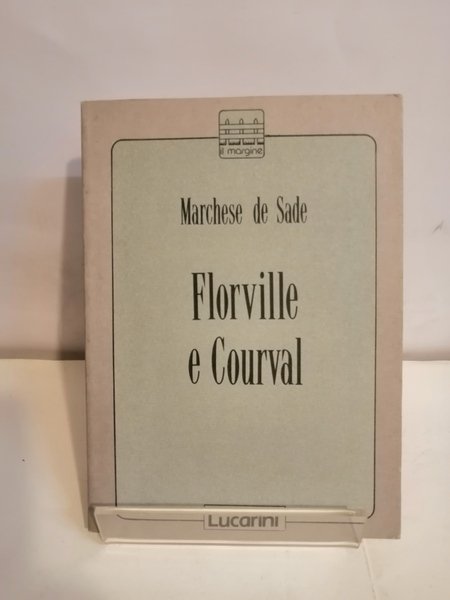 il margine
Marchese de Sade
Florville
e Courval
Lucarini